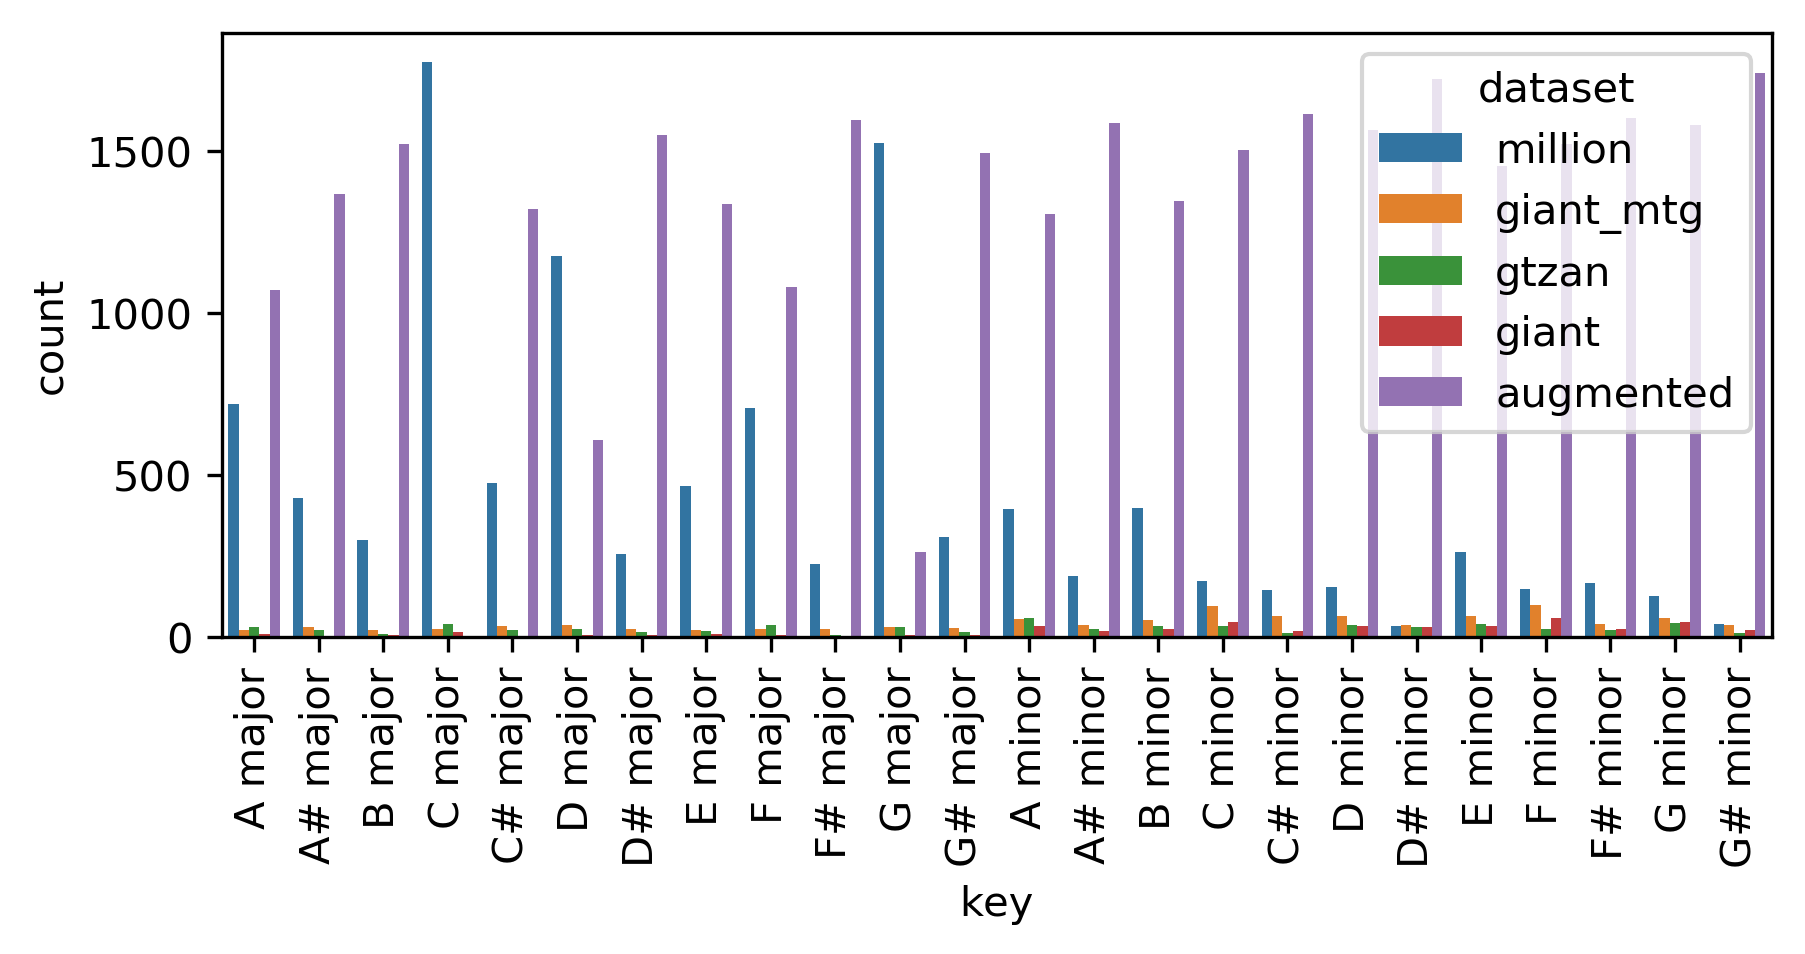 count
1500
1000
500
0
dataset
million
giant_mtg
gtzan
giant
augmented
A major
A# major
B major
C major
C# major
D major
D# major
E major
F major
F# major
G major
G# major
A minor
A# minor
B minor
C minor
C# minor
D minor
D# minor
E minor
F minor
F# minor
G minor
G# minor
key